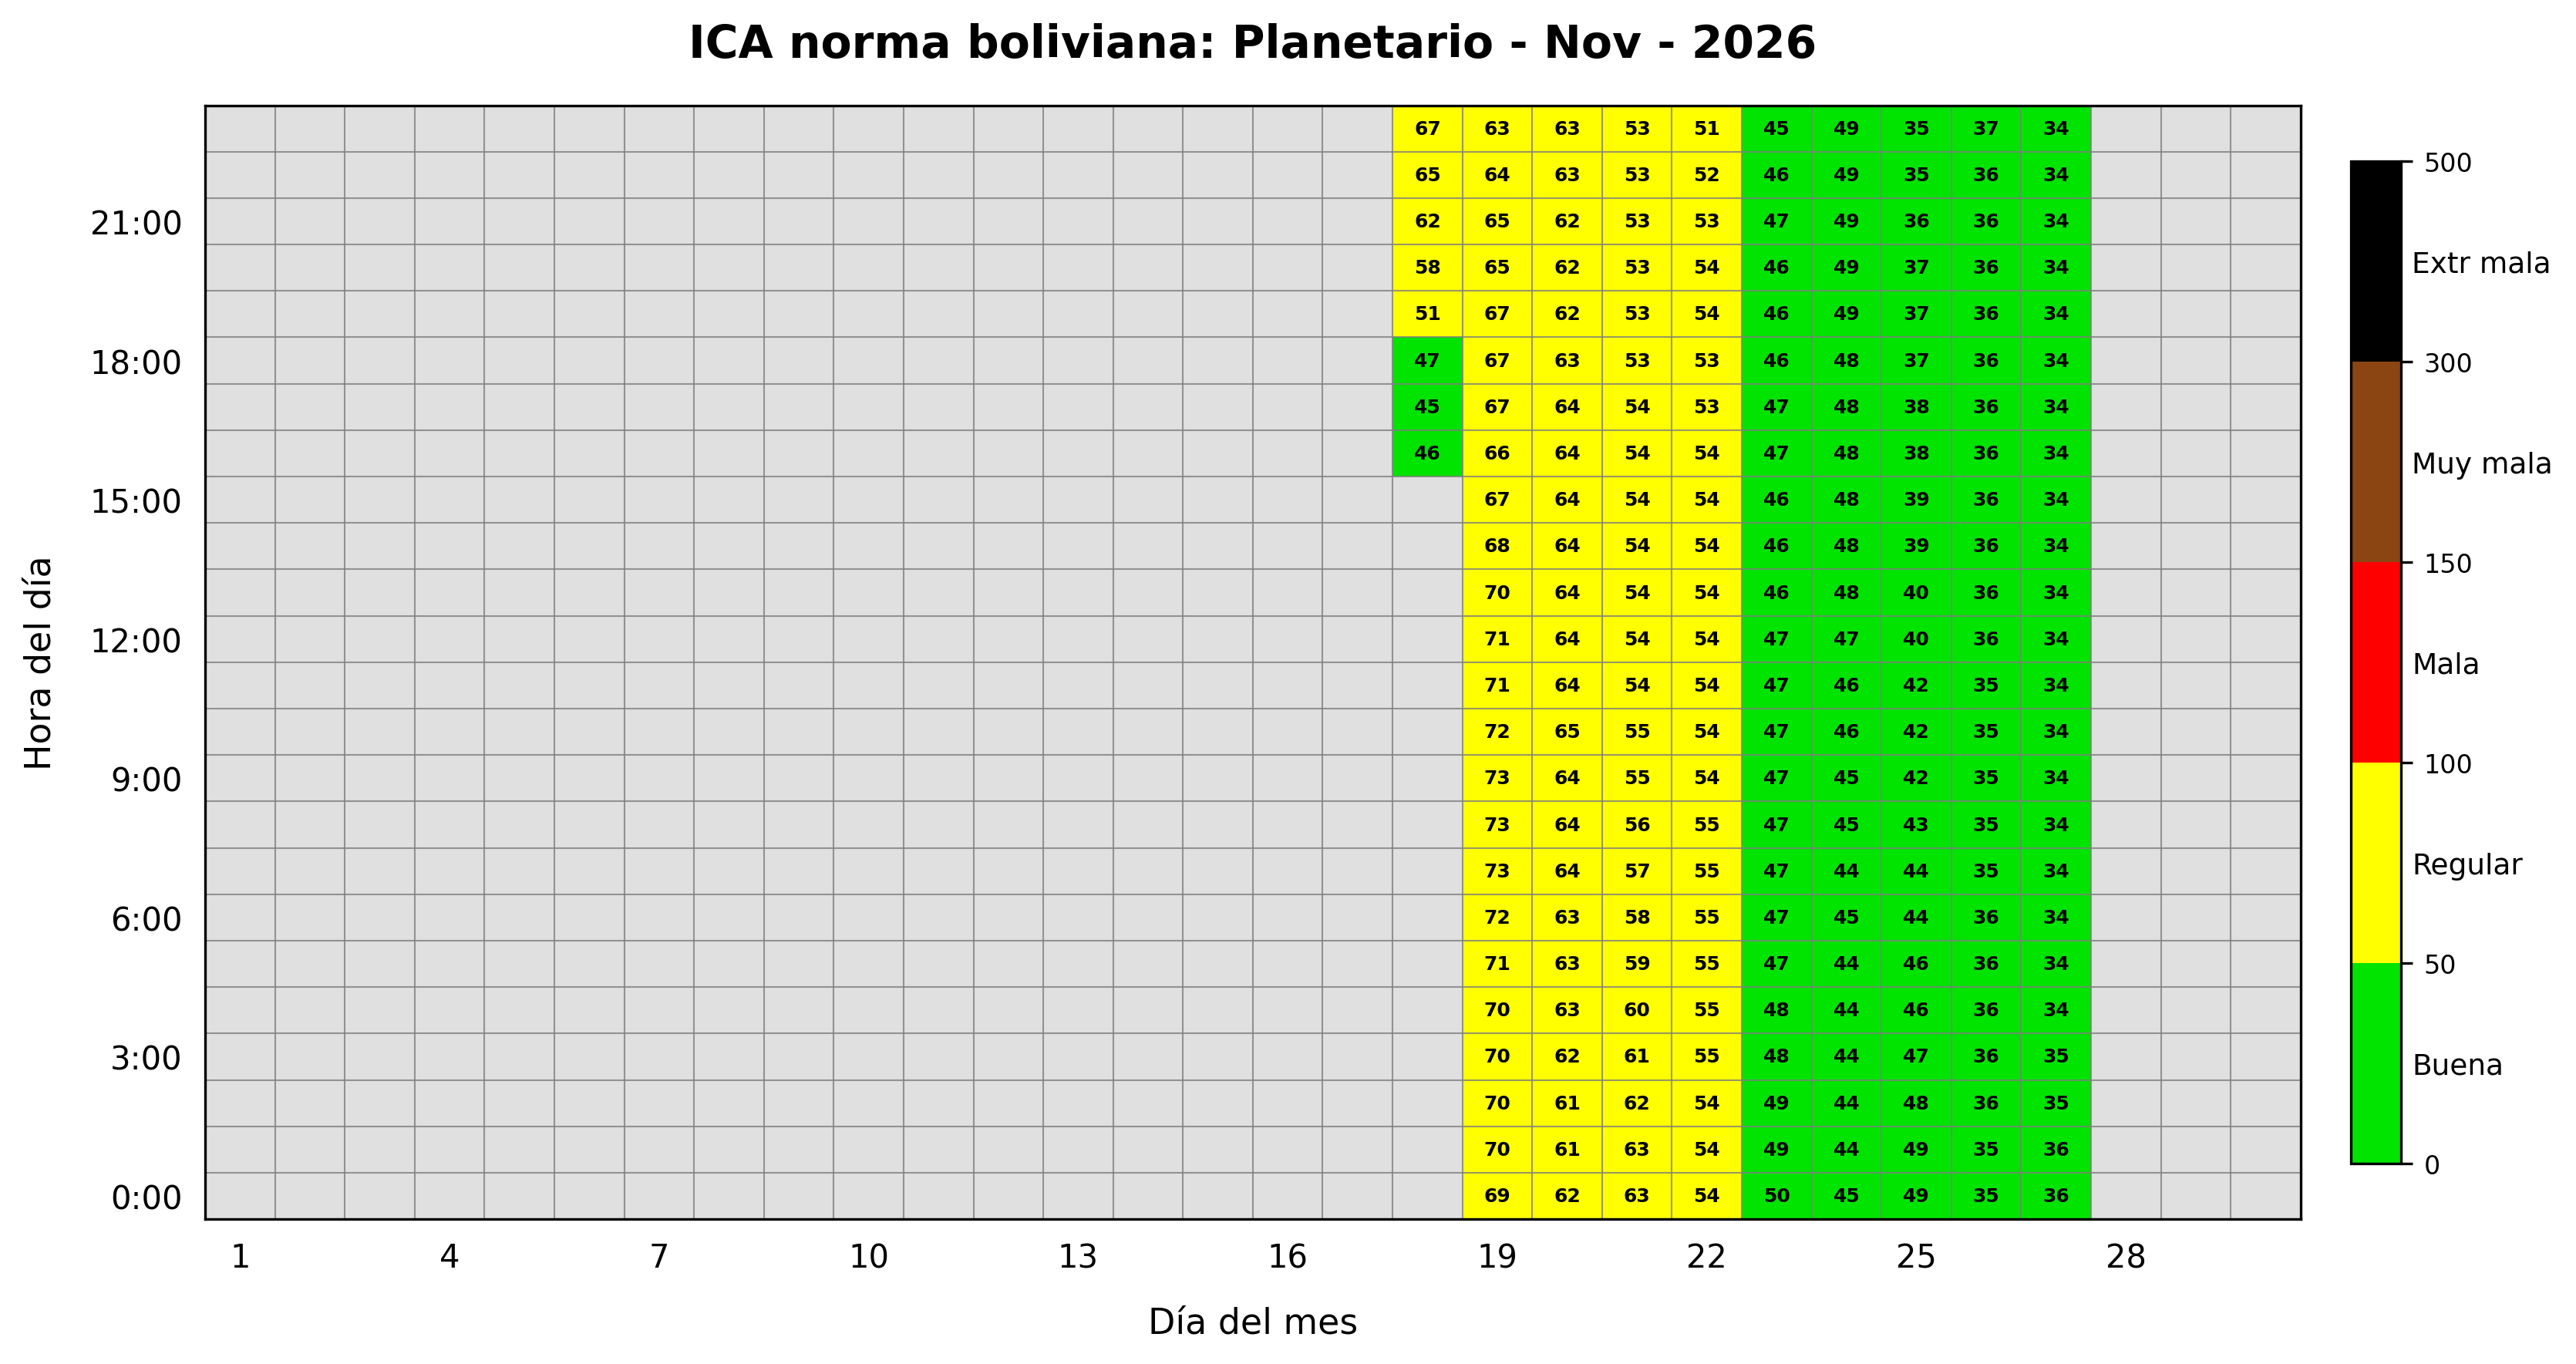 ICA norma boliviana: Planetario - Nov - 2026
67 63 63 53 51 45 49 35 37 34
65 64 63 53 52 46 49 35 36 34
21:00 62 65 62 53 53 47 49 36 36 34
58 65 62 53 54 46 49 37 36 34
51 67 62 53 54 46 49 37 36 34
18:00 47 67 63 53 53 46 48 37 36 34
45 67 64 54 53 47 48 38 36 34
46 66 64 54 54 47 48 38 36 34
15:00 67 64 54 54 46 48 39 36 34
68 64 54 54 46 48 39 36 34
70 64 54 54 46 48 40 36 34
12:00 71 64 54 54 47 47 40 36 34
71 64 54 54 47 46 42 35 34
72 65 55 54 47 46 42 35 34
9:00 73 64 55 54 47 45 42 35 34
73 64 56 55 47 45 43 35 34
73 64 57 55 47 44 44 35 34
6:00 72 63 58 55 47 45 44 36 34
71 63 59 55 47 44 46 36 34
70 63 60 55 48 44 46 36 34
3:00 70 62 61 55 48 44 47 36 35
70 61 62 54 49 44 48 36 35
70 61 63 54 49 44 49 35 36
0:00 69 62 63 54 50 45 49 35 36
1 4 7 10 13 16 19 22 25 28
Día del mes
Hora del día
500
Extr mala
300
Muy mala
150
Mala
100
Regular
50
Buena
0